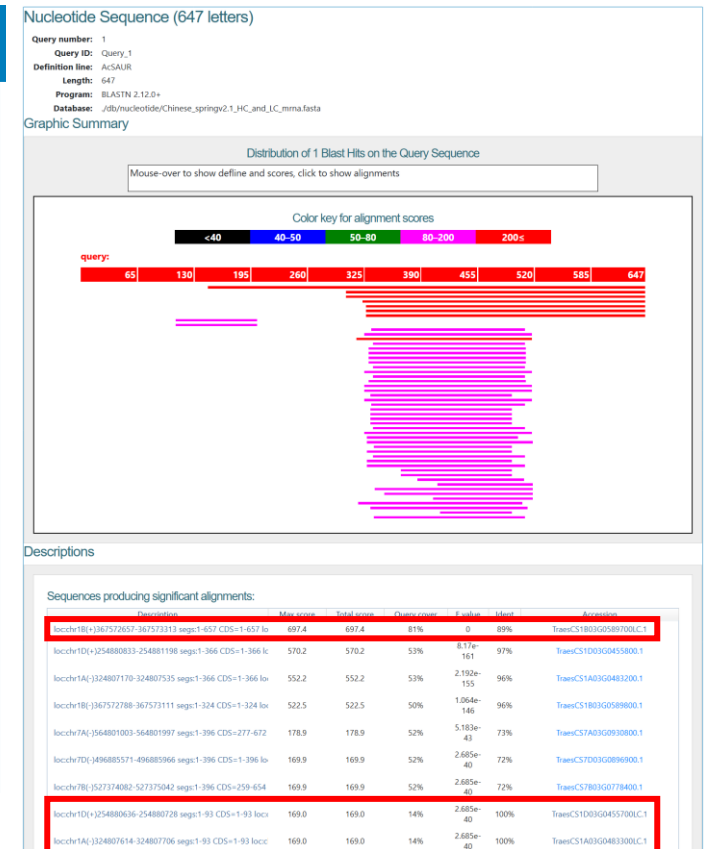 Nucleotide Sequence (647 letters)
Query number: 1
Query ID: Query_1
Definition line: AcSAUR
Length: 647
Program: BLASTN 2.12.0+
Database: ./db/nucleotide/Chinese_springv2.1_HC_and_LC_mrna.fasta
Graphic Summary
Distribution of 1 Blast Hits on the Query Sequence
Mouse-over to show defline and scores, click to show alignments
Color key for alignment scores
<40 40–50 50–80 80–200 200≤
query:
65 130 195 260 325 390 455 520 585 647
Descriptions
Sequences producing significant alignments:
Description Max score Total score Query cover E value Ident Accession
loc:chr1B(+)367572657-367573313 segs:1-657 CDS=1-657 lo 697.4 697.4 81% 0 89% TraesCS1B03G0589700LC.1
loc:chr1D(+)254880833-254881198 segs:1-366 CDS=1-366 lc 570.2 570.2 53% 8.17e-161 97% TraesCS1D03G0455800.1
loc:chr1A(-)324807170-324807535 segs:1-366 CDS=1-366 lo 552.2 552.2 53% 2.192e-155 96% TraesCS1A03G0483200.1
loc:chr1B(-)367572788-367573111 segs:1-324 CDS=1-324 lo 522.5 522.5 50% 1.064e-146 96% TraesCS1B03G0589800.1
loc:chr7A(-)564801003-564801997 segs:1-396 CDS=277-672 178.9 178.9 52% 5.183e-43 73% TraesCS7A03G0930800.1
loc:chr7D(-)496885571-496885966 segs:1-396 CDS=1-396 lo 169.9 169.9 52% 2.685e-40 72% TraesCS7D03G0896900.1
loc:chr7B(-)527374082-527375042 segs:1-396 CDS=259-654 169.9 169.9 52% 2.685e-40 72% TraesCS7B03G0778400.1
loc:chr1D(+)254880636-254880728 segs:1-93 CDS=1-93 loc: 169.0 169.0 14% 2.685e-40 100% TraesCS1D03G0455700LC.1
loc:chr1A(-)324807614-324807706 segs:1-93 CDS=1-93 loc:c 169.0 169.0 14% 2.685e-40 100% TraesCS1A03G0483300LC.1